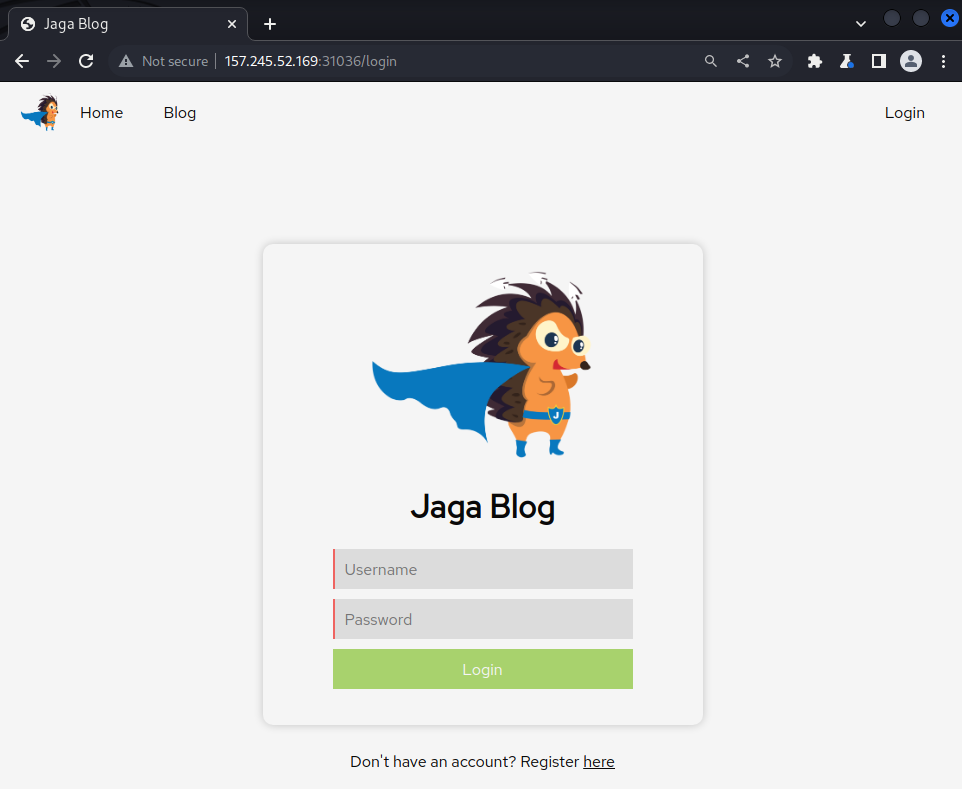 Jaga Blog
Not secure 157.245.52.169:31036/login
Home Blog Login
J
Jaga Blog
Username
Password
Login
Don't have an account? Register here